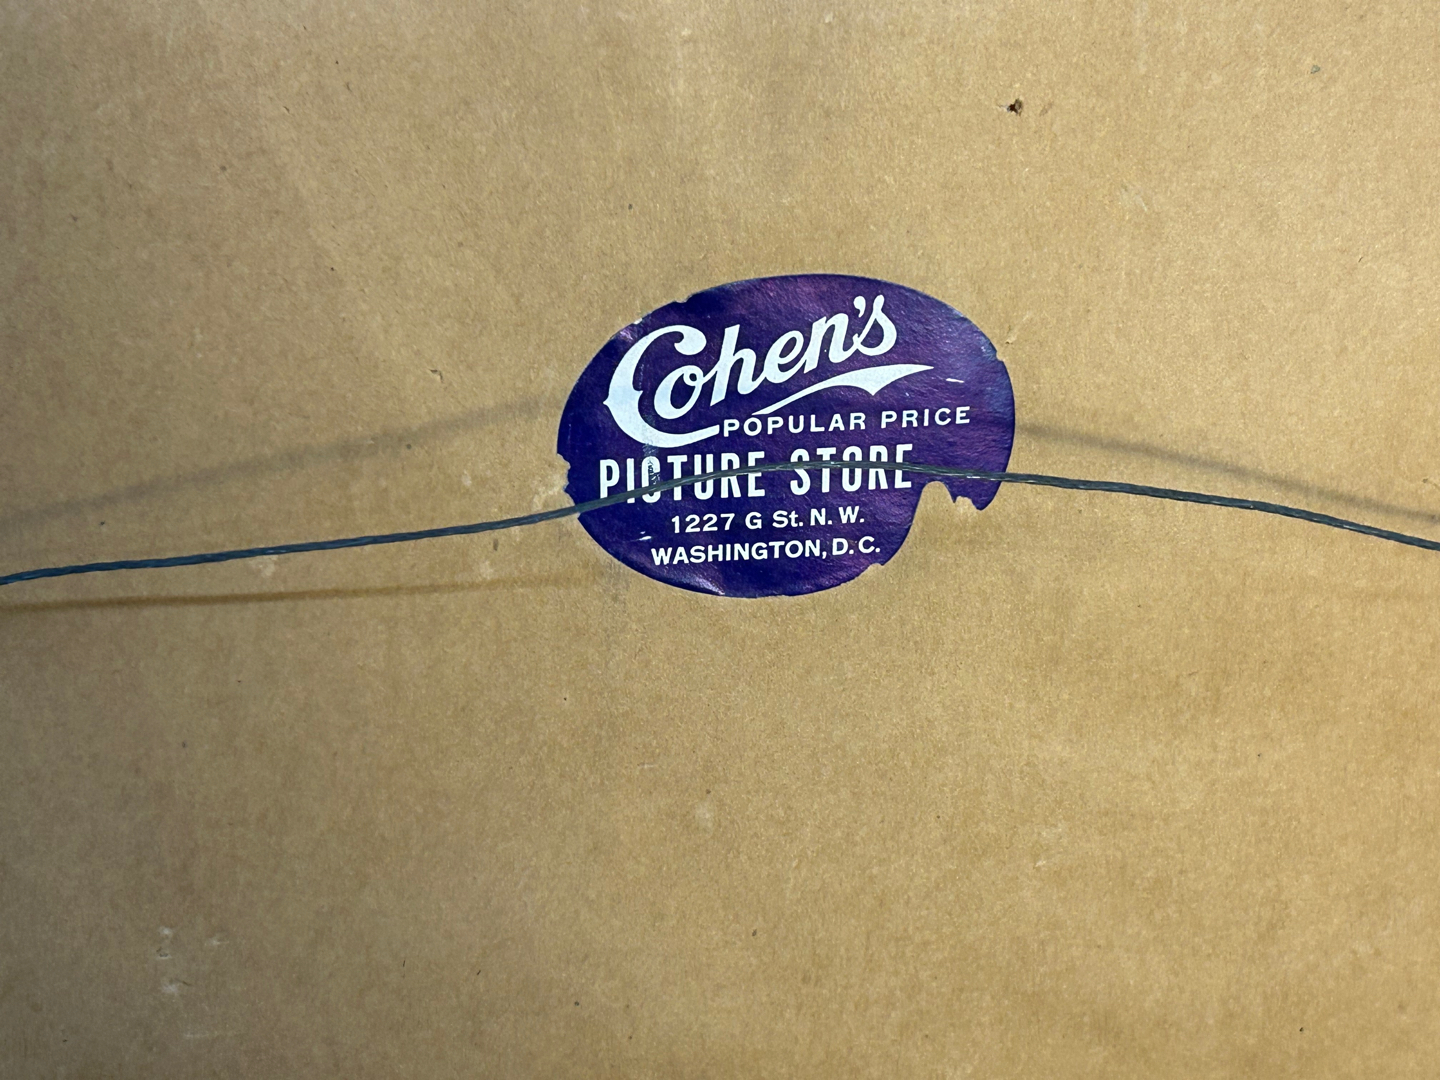 Cohen's
POPULAR PRICE
PICTURE STORE
1227 G St. N. W.
WASHINGTON, D. C.